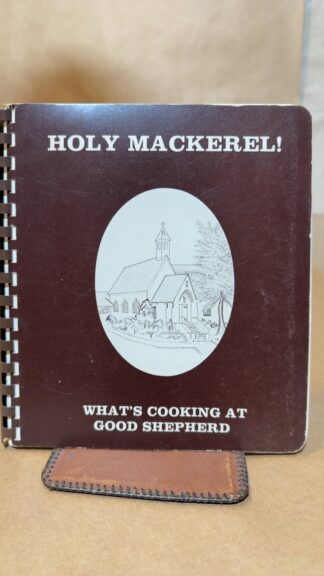 HOLY MACKEREL!
WHAT'S COOKING AT
GOOD SHEPHERD